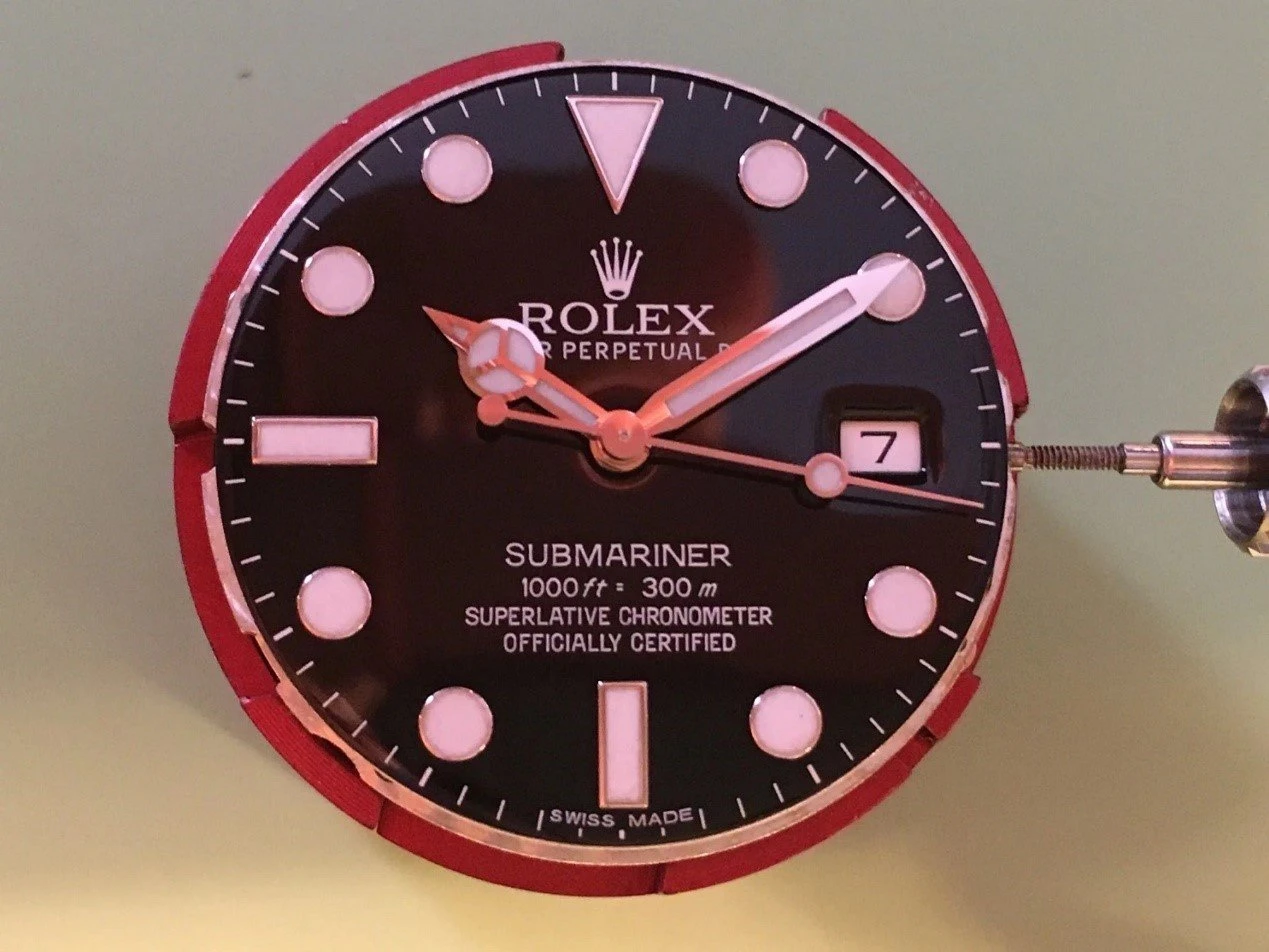 ROLEX
PERPETUAL
7
SUBMARINER
1000ft = 300m
SUPERLATIVE CHRONOMETER
OFFICIALLY CERTIFIED
SWISS MADE